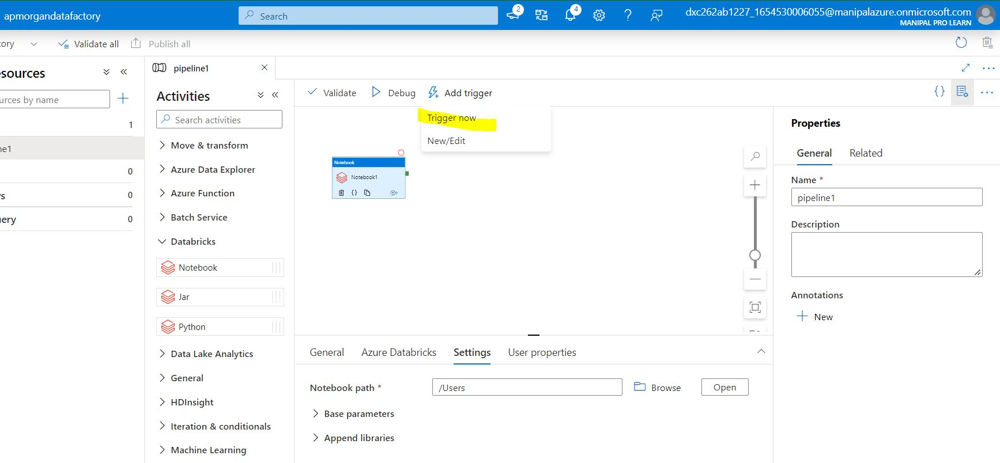 apmorgandatafactory
Search
2
4
dxc262ab1227_1654530006055@manipalazure.onmicrosoft.com
MANIPAL PRO LEARN
ory
Validate all
Publish all
esources
pipeline1
urces by name
1
ne1
0
s
0
uery
0
Activities
Search activities
Move & transform
Azure Data Explorer
Azure Function
Batch Service
Databricks
Notebook
Jar
Python
Data Lake Analytics
General
HDInsight
Iteration & conditionals
Machine Learning
Validate
Debug
Add trigger
{}
Trigger now
New/Edit
Notebook
Notebook1
{}
General
Azure Databricks
Settings
User properties
Notebook path *
/Users
Browse
Open
Base parameters
Append libraries
Properties
General
Related
Name *
pipeline1
Description
Annotations
New